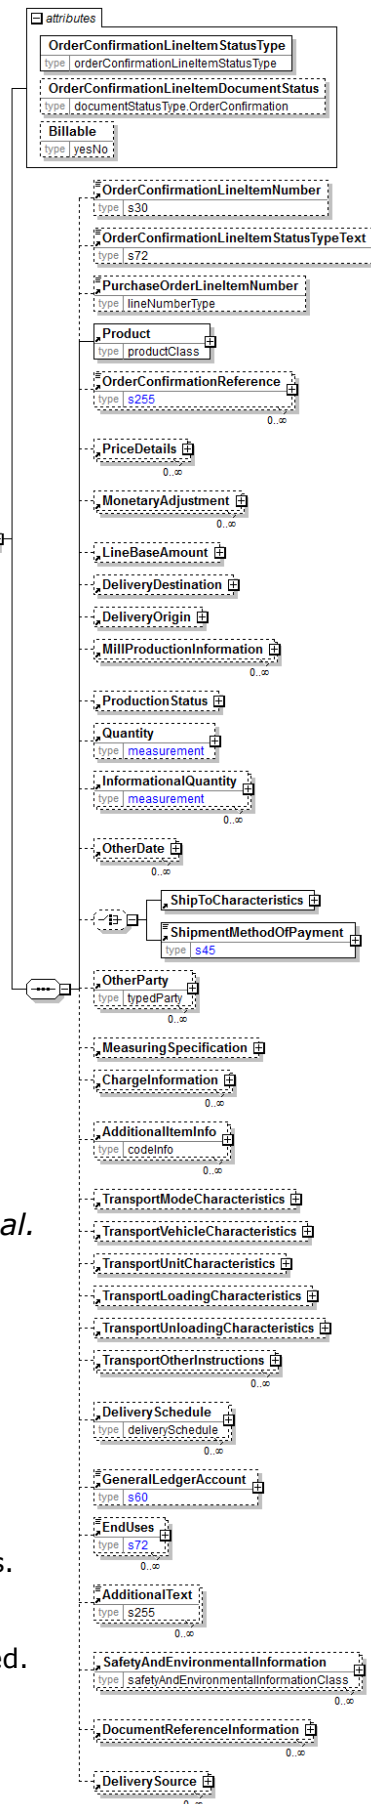 attributes
OrderConfirmationLineItemStatusType
type orderConfirmationLineItemStatusType
OrderConfirmationLineItemDocumentStatus
type documentStatusType.OrderConfirmation
Billable
type yesNo
OrderConfirmationLineItemNumber
type s30
OrderConfirmationLineItemStatusTypeText
type s72
PurchaseOrderLineItemNumber
type lineNumberType
Product
type productClass
OrderConfirmationReference
type s255
0..∞
PriceDetails
0..∞
MonetaryAdjustment
0..∞
LineBaseAmount
DeliveryDestination
DeliveryOrigin
MillProductionInformation
0..∞
ProductionStatus
Quantity
type measurement
InformationalQuantity
type measurement
0..∞
OtherDate
0..∞
ShipToCharacteristics
ShipmentMethodOfPayment
type s45
OtherParty
type typedParty
0..∞
MeasuringSpecification
ChargeInformation
0..∞
AdditionalItemInfo
type codeInfo
0..∞
TransportModeCharacteristics
al.
TransportVehicleCharacteristics
TransportUnitCharacteristics
TransportLoadingCharacteristics
TransportUnloadingCharacteristics
TransportOtherInstructions
0..∞
DeliverySchedule
type deliverySchedule
0..∞
GeneralLedgerAccount
type s60
EndUses
type s72
0..∞
s.
AdditionalText
type s255
0..∞
ed.
SafetyAndEnvironmentalInformation
type safetyAndEnvironmentalInformationClass
0..∞
DocumentReferenceInformation
0..∞
DeliverySource
0..∞